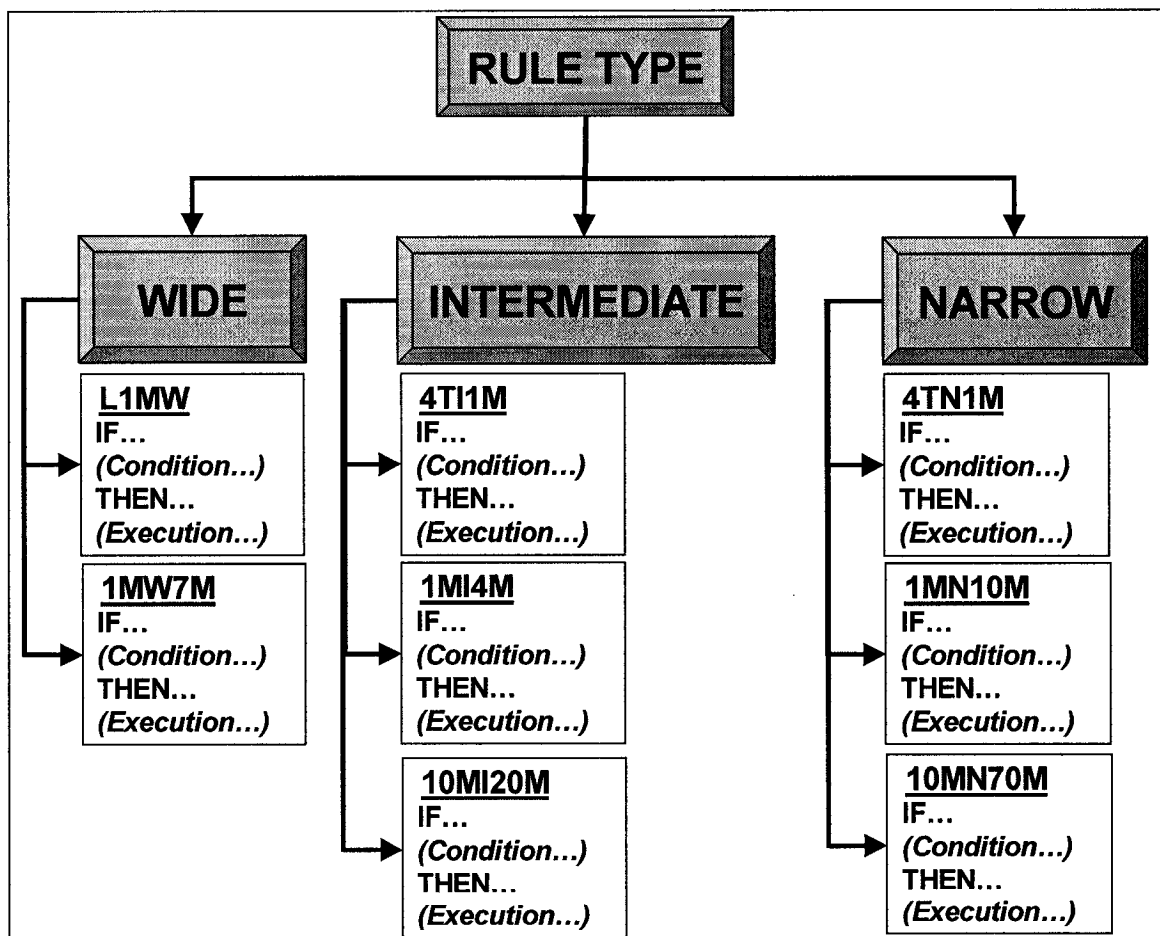 RULE TYPE
WIDE
L1MW
IF...
(Condition...)
THEN...
(Execution...)
1MW7M
IF...
(Condition...)
THEN...
(Execution...)
INTERMEDIATE
4TI1M
IF...
(Condition...)
THEN...
(Execution...)
1MI4M
IF...
(Condition...)
THEN...
(Execution...)
10MI20M
IF...
(Condition...)
THEN...
(Execution...)
NARROW
4TN1M
IF...
(Condition...)
THEN...
(Execution...)
1MN10M
IF...
(Condition...)
THEN...
(Execution...)
10MN70M
IF...
(Condition...)
THEN...
(Execution...)